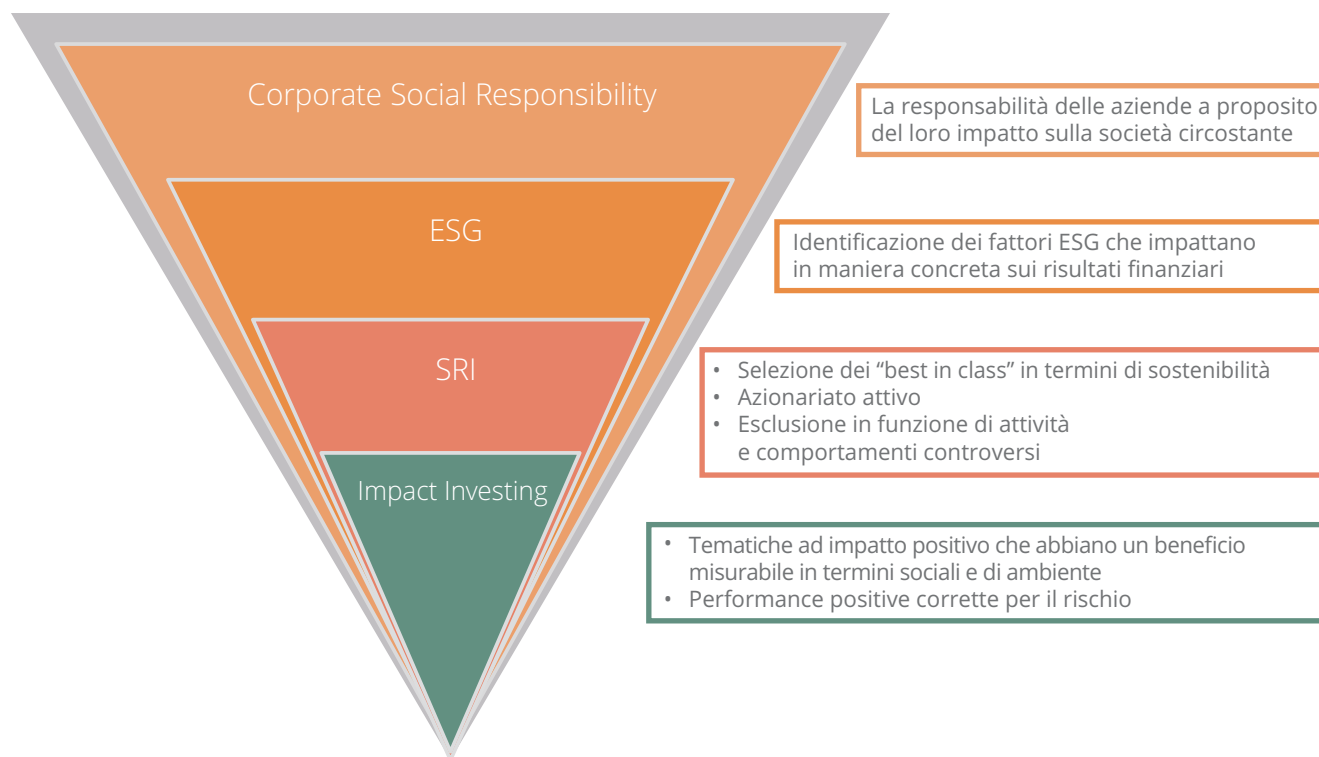 Corporate Social Responsibility
La responsabilità delle aziende a proposito
del loro impatto sulla società circostante
ESG
Identificazione dei fattori ESG che impattano
in maniera concreta sui risultati finanziari
SRI
• Selezione dei “best in class” in termini di sostenibilità
• Azionariato attivo
• Esclusione in funzione di attività
e comportamenti controversi
Impact Investing
• Tematiche ad impatto positivo che abbiano un beneficio
misurabile in termini sociali e di ambiente
• Performance positive corrette per il rischio